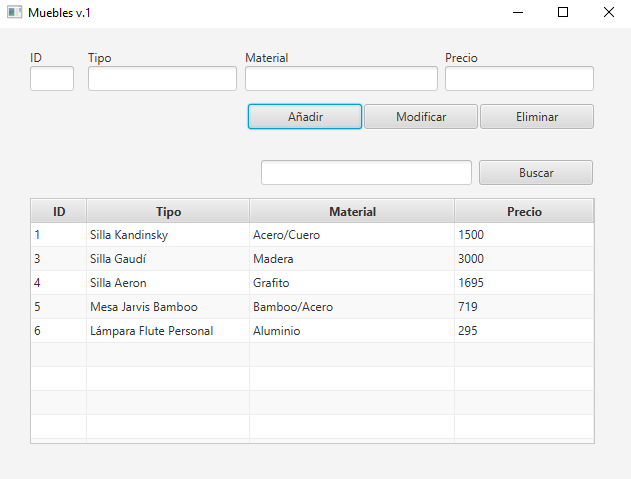 Muebles v.1
ID Tipo Material Precio
Añadir Modificar Eliminar
Buscar
ID Tipo Material Precio
1 Silla Kandinsky Acero/Cuero 1500
3 Silla Gaudí Madera 3000
4 Silla Aeron Grafito 1695
5 Mesa Jarvis Bamboo Bamboo/Acero 719
6 Lámpara Flute Personal Aluminio 295